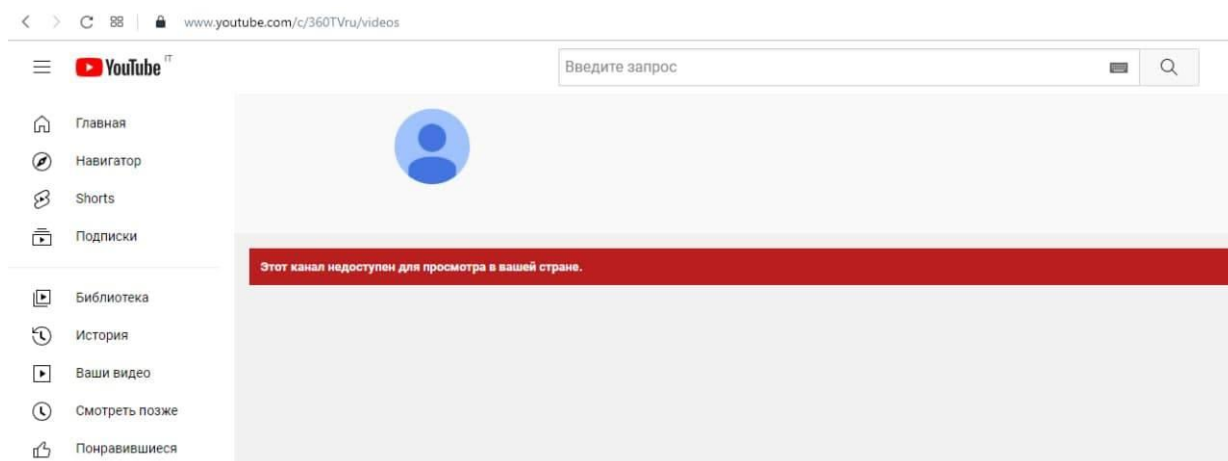 www.youtube.com/c/360TVru/videos
YouTube IT
Введите запрос
Главная
Навигатор
Shorts
Подписки
Этот канал недоступен для просмотра в вашей стране.
Библиотека
История
Ваши видео
Смотреть позже
Понравившиеся